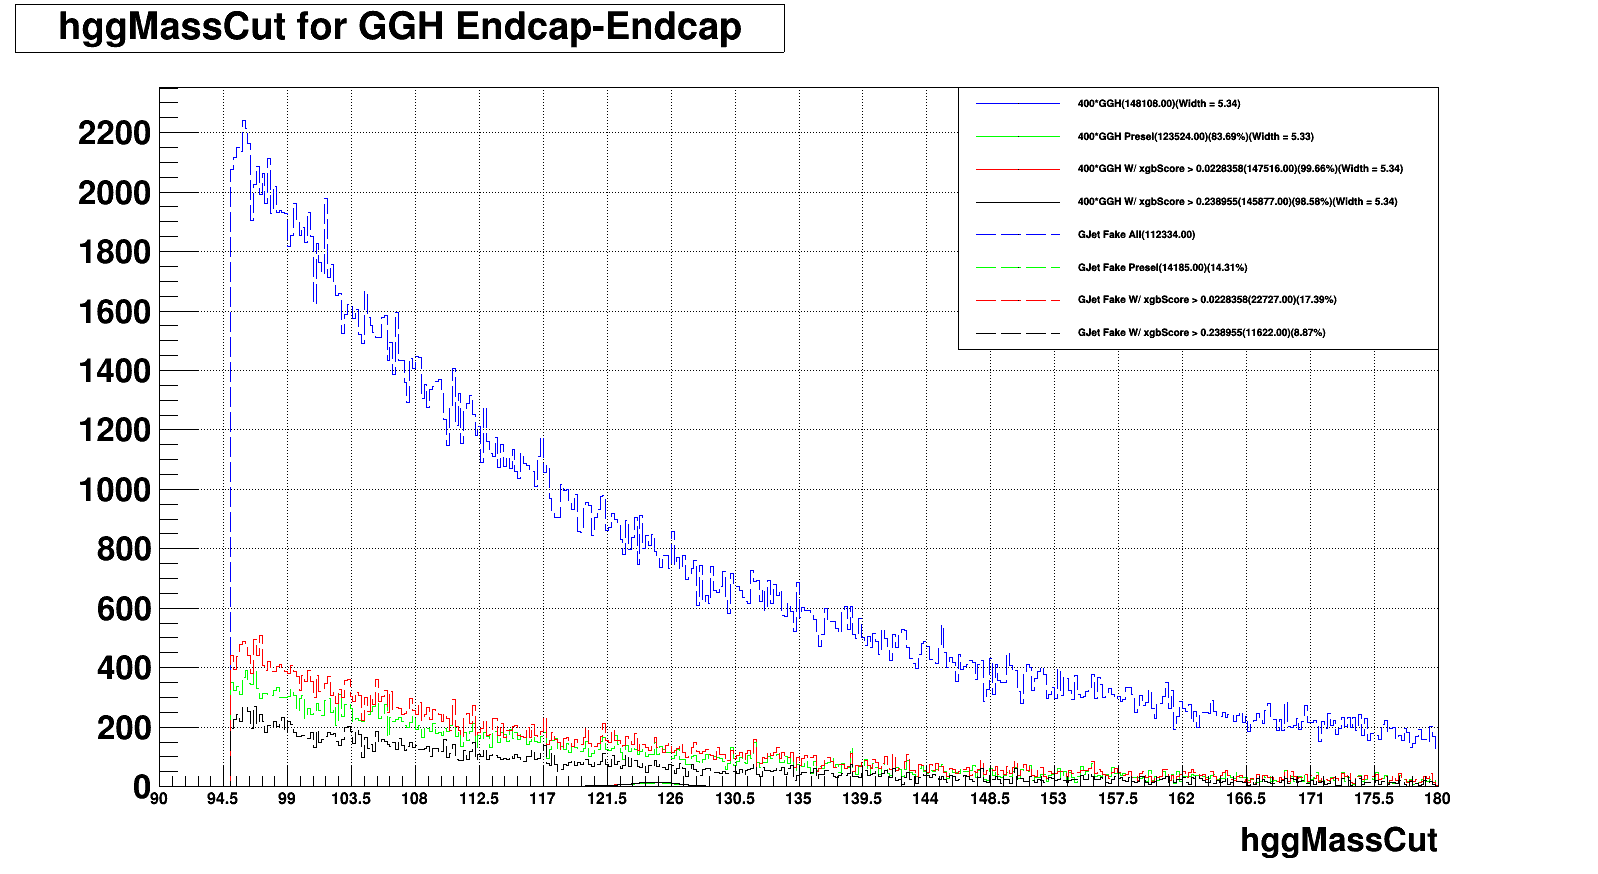 hggMassCut for GGH Endcap-Endcap
400*GGH(148108.00)(Width = 5.34)
400*GGH Presel(123524.00)(83.69%)(Width = 5.33)
400*GGH W/ xgbScore > 0.0228358(147516.00)(99.66%)(Width = 5.34)
400*GGH W/ xgbScore > 0.238955(145877.00)(98.58%)(Width = 5.34)
GJet Fake All(112334.00)
GJet Fake Presel(14185.00)(14.31%)
GJet Fake W/ xgbScore > 0.0228358(22727.00)(17.39%)
GJet Fake W/ xgbScore > 0.238955(11622.00)(8.87%)
2200
2000
1800
1600
1400
1200
1000
800
600
400
200
0
90 94.5 99 103.5 108 112.5 117 121.5 126 130.5 135 139.5 144 148.5 153 157.5 162 166.5 171 175.5 180
hggMassCut